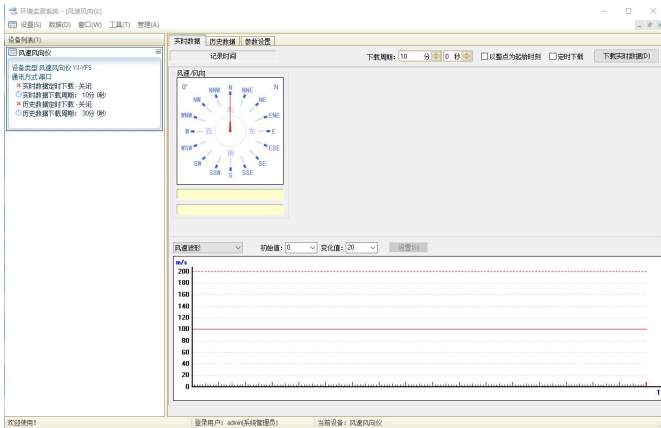 环境监测系统 - [风速风向仪]
设置(S) 数据(D) 窗口(W) 工具(T) 管理(A)
设备列表(1)
风速风向仪
设备类型:风速风向仪 YJ-YFS
通讯方式:串口
实时数据定时下载 - 关闭
实时数据下载周期: 10分 0秒
历史数据定时下载 - 关闭
历史数据下载周期: 30分 0秒
实时数据 历史数据 参数设置
记录时间
下载周期: 10 分 0 秒 以整点为起始时刻 定时下载 下载实时数据(D)
风速/风向
0° N
NNW N NNE
NW NE
WNW 北 ENE
W 西 东 E
WSW 南 ESE
SW SE
SSW S SSE
风速波形 初始值: 0 变化值: 20 设置(G)
m/s
200
180
160
140
120
100
80
60
40
20
0
T
欢迎使用! 登录用户: admin(系统管理员) 当前设备: 风速风向仪